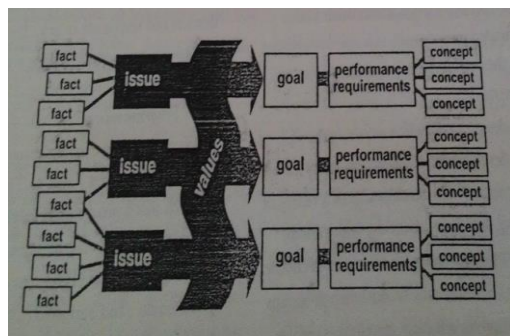 fact
fact
fact
issue
goal
performance
requirements
concept
concept
concept
fact
fact
fact
issue
values
goal
performance
requirements
concept
concept
concept
fact
fact
fact
issue
goal
performance
requirements
concept
concept
concept